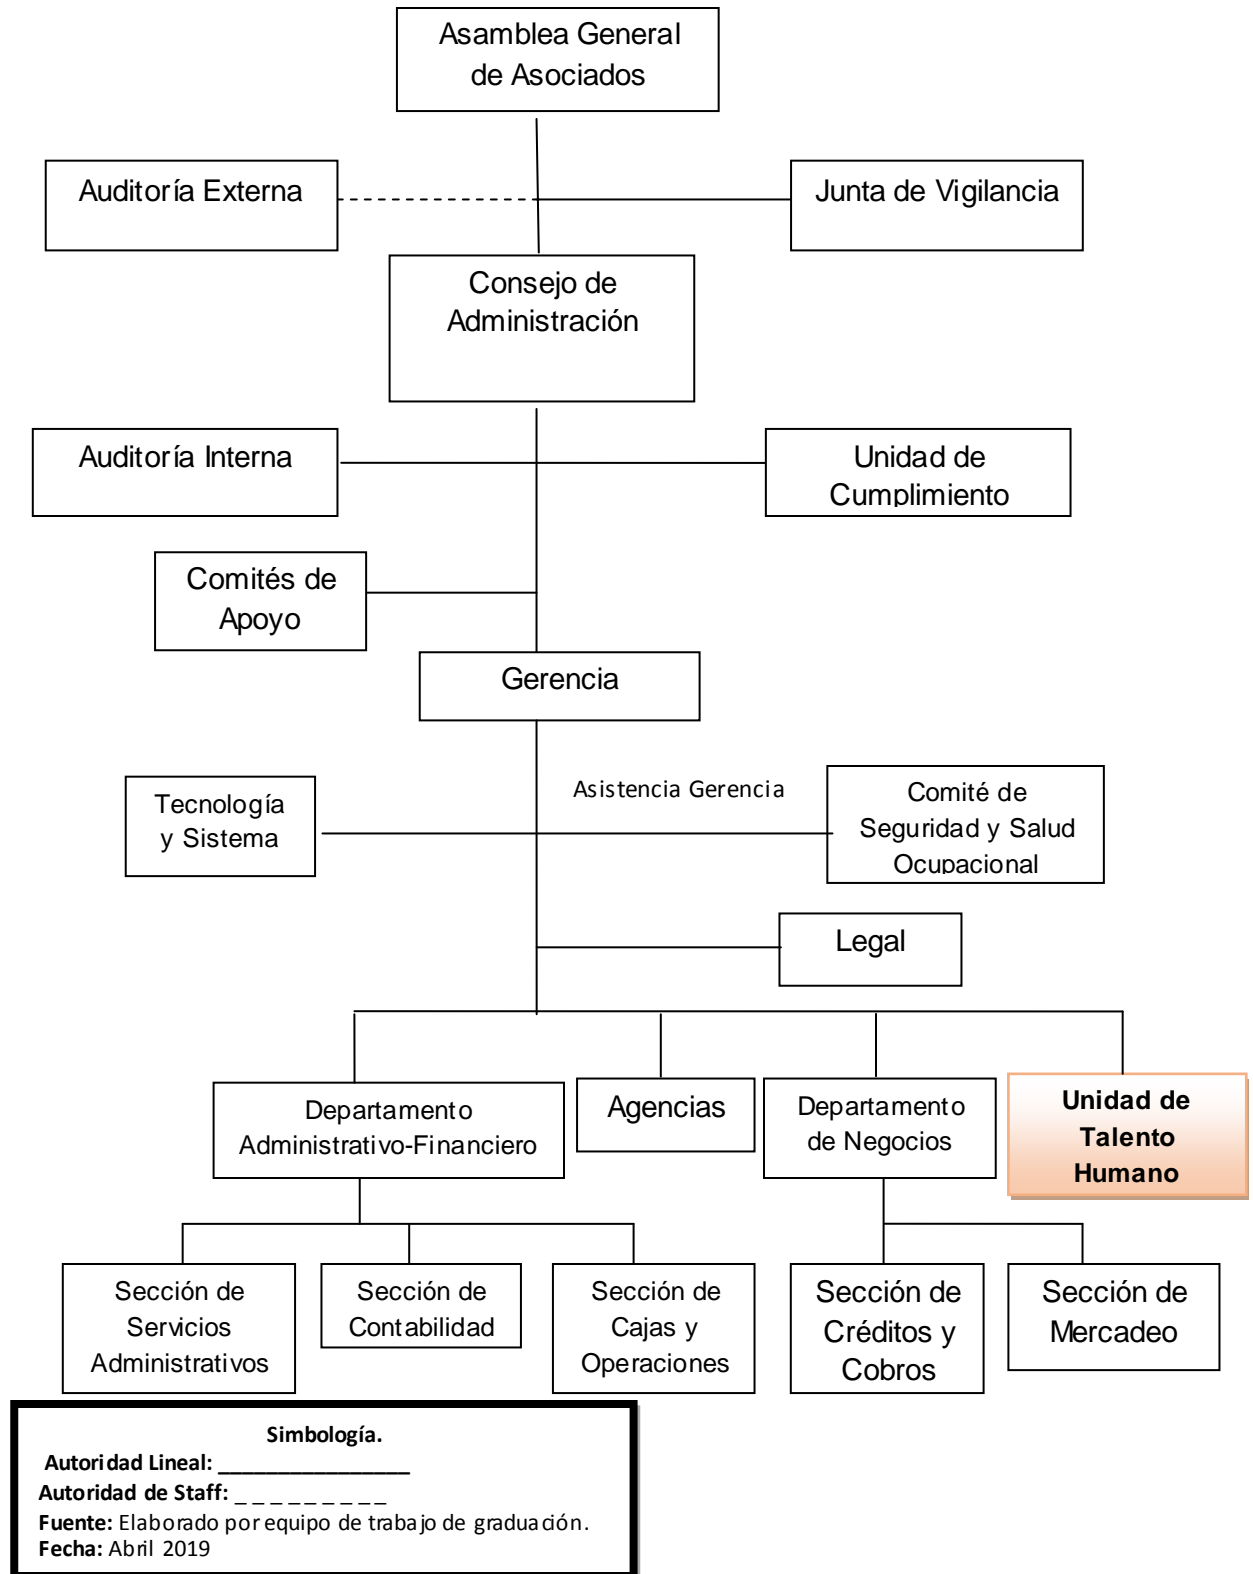 Asamblea General
de Asociados
Auditoría Externa
Junta de Vigilancia
Consejo de
Administración
Auditoría Interna
Unidad de
Cumplimiento
Comités de
Apoyo
Gerencia
Asistencia Gerencia
Tecnología
y Sistema
Comité de
Seguridad y Salud
Ocupacional
Legal
Departamento
Administrativo-Financiero
Agencias
Departamento
de Negocios
Unidad de
Talento
Humano
Sección de
Servicios
Administrativos
Sección de
Contabilidad
Sección de
Cajas y
Operaciones
Sección de
Créditos y
Cobros
Sección de
Mercadeo
Simbología.
Autoridad Lineal: ________________
Autoridad de Staff: _ _ _ _ _ _ _ _ _
Fuente: Elaborado por equipo de trabajo de graduación.
Fecha: Abril 2019